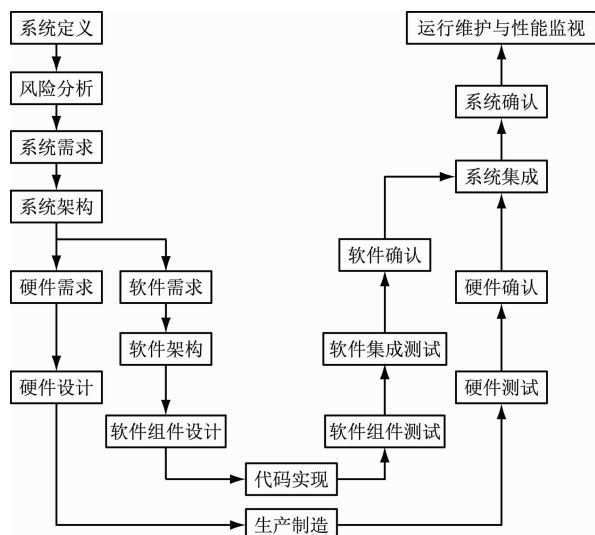 系统定义
运行维护与性能监视
风险分析
系统确认
系统需求
系统集成
系统架构
软件确认
硬件需求
软件需求
硬件确认
软件架构
软件集成测试
硬件设计
硬件测试
软件组件设计
软件组件测试
代码实现
生产制造